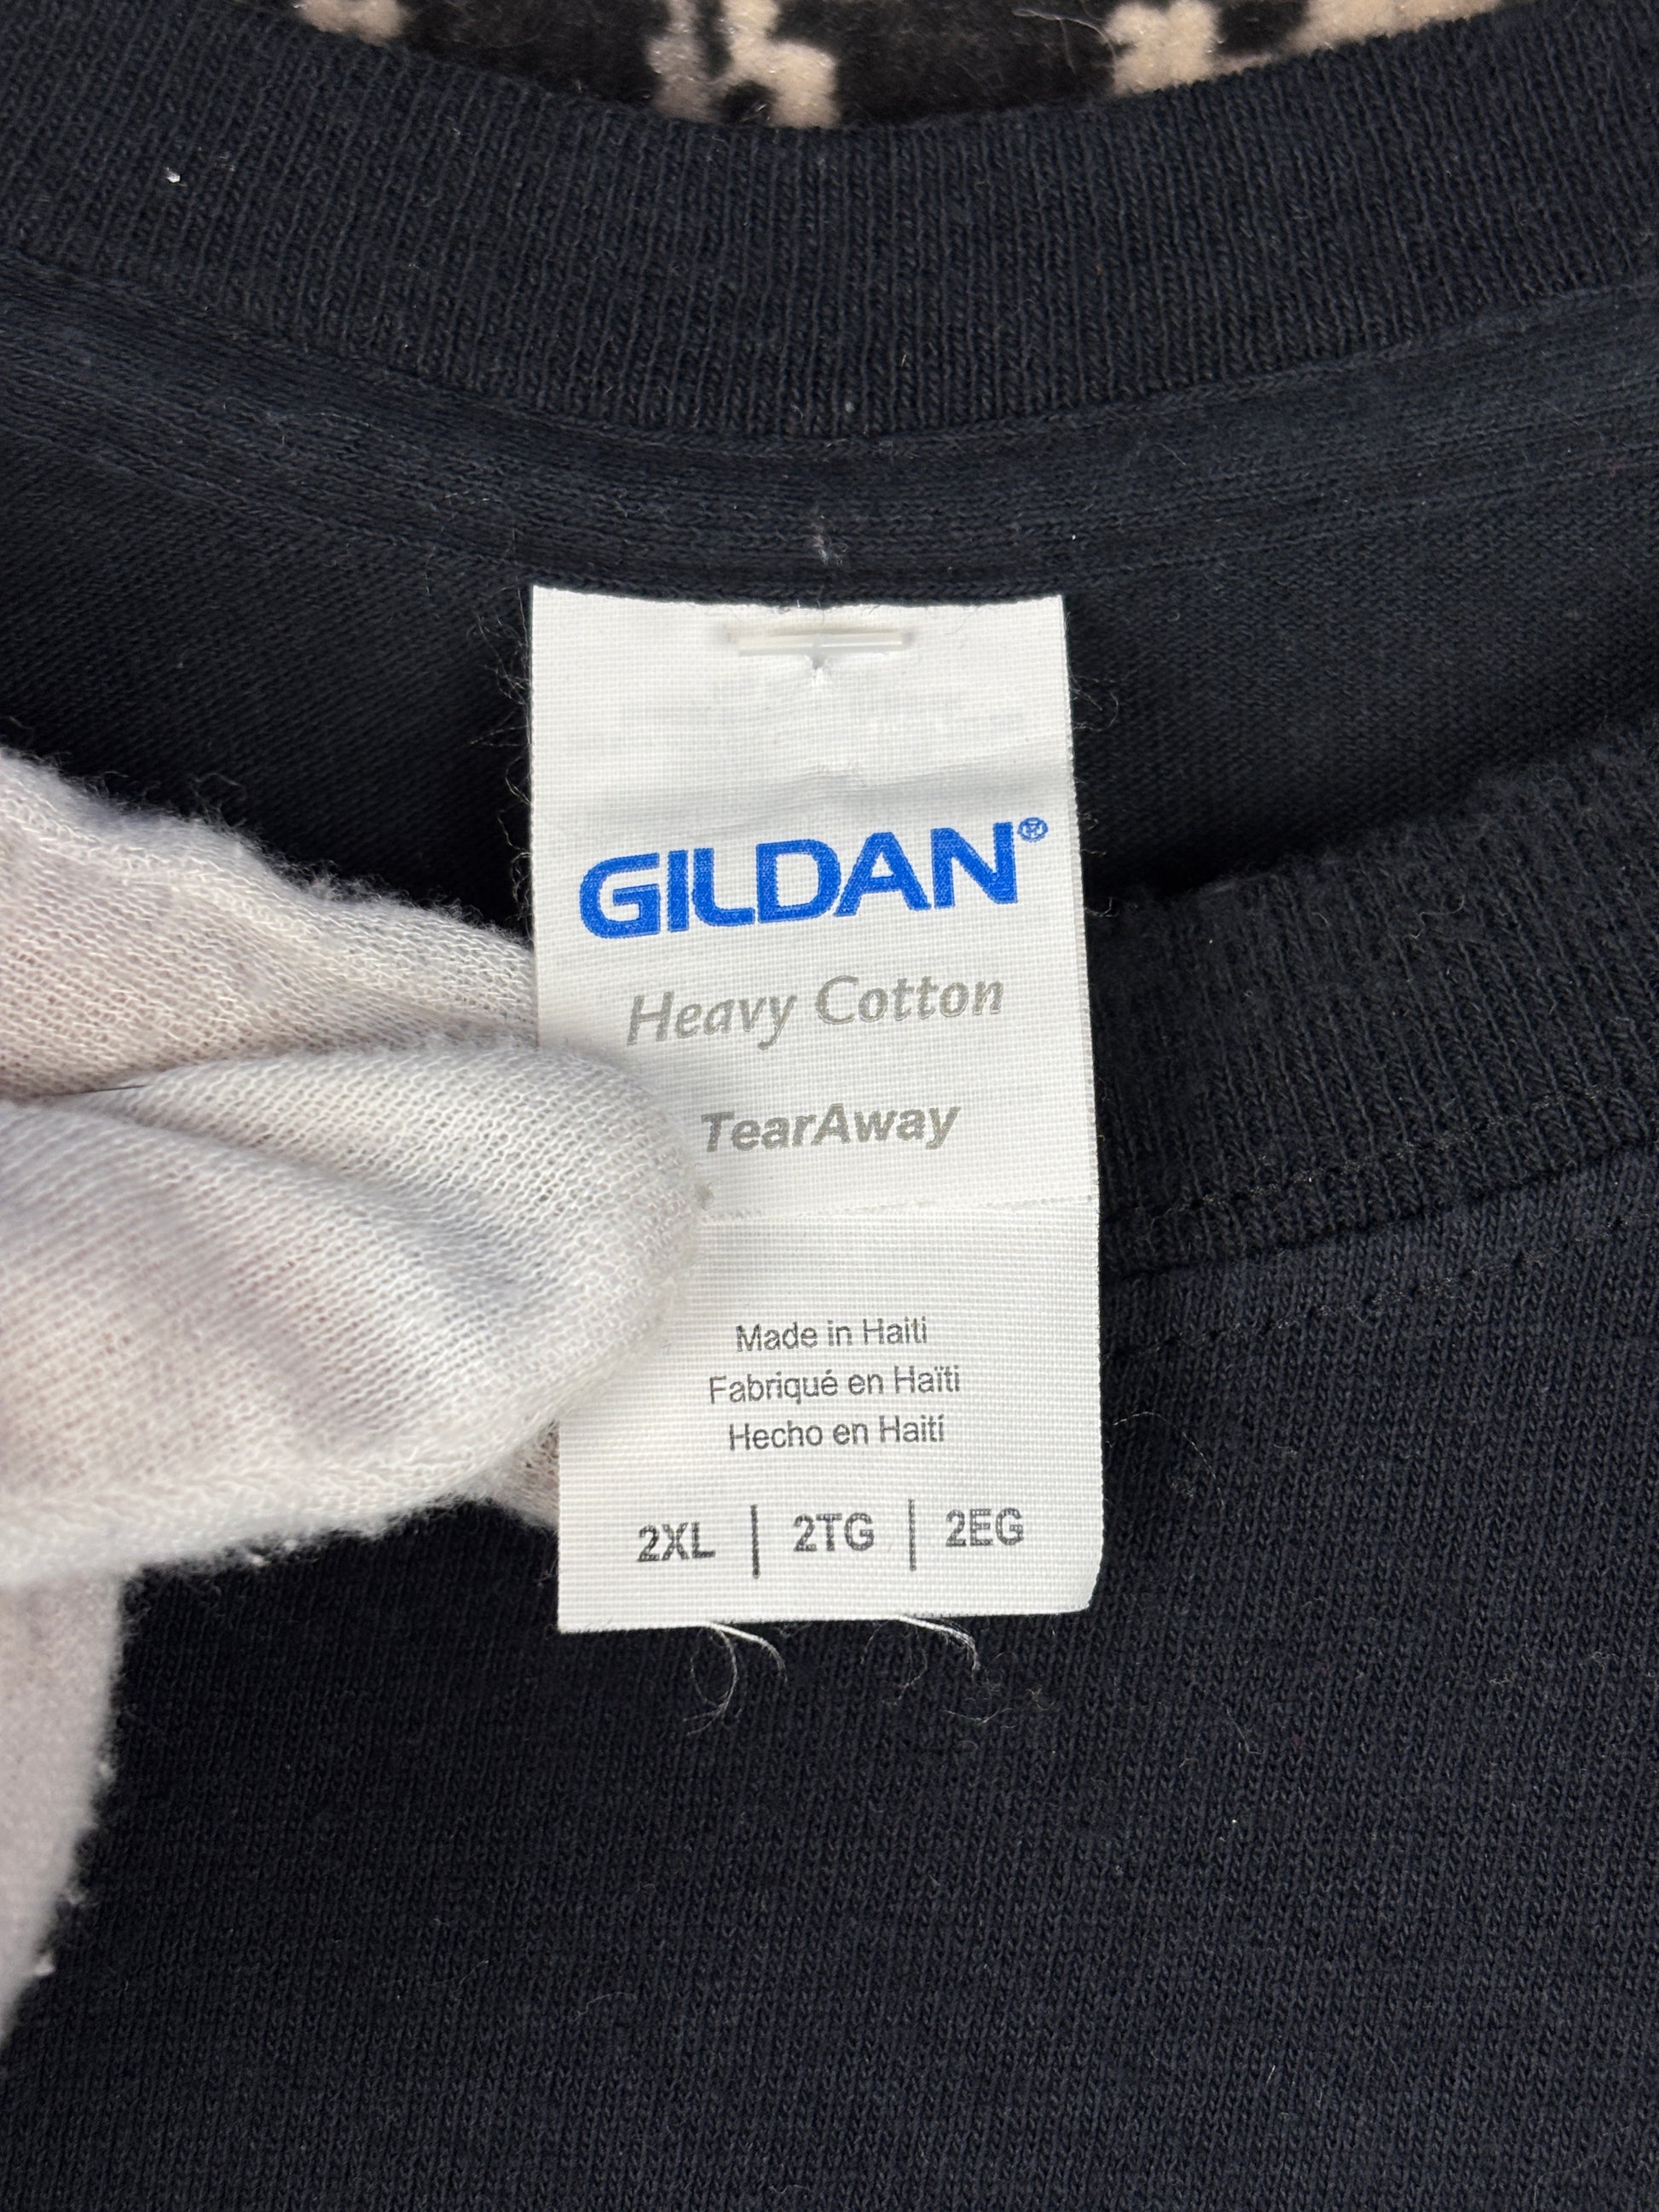 GILDAN®
Heavy Cotton
TearAway
Made in Haiti
Fabriqué en Haïti
Hecho en Haití
2XL | 2TG | 2EG